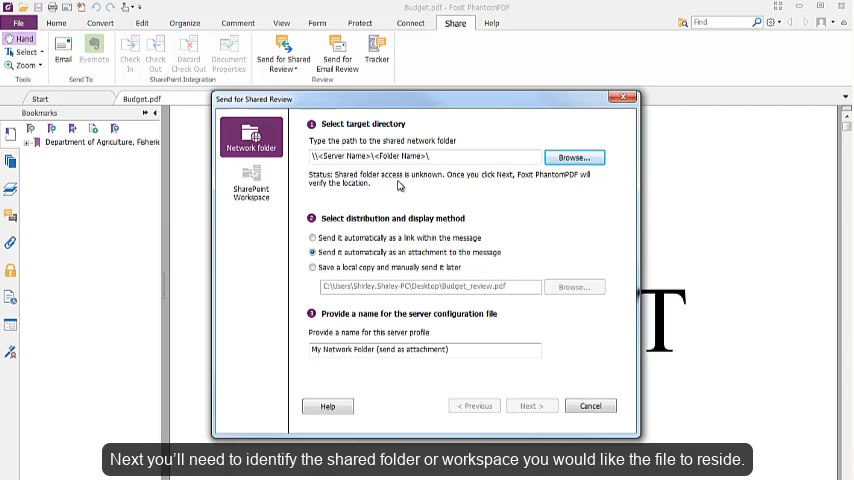 Budget.pdf - Foxit PhantomPDF
File Home Convert Edit Organize Comment View Form Protect Connect Share Help
Find
Hand
Select
Zoom
Tools
Email
Evernote
Send To
Check In
Check Out
Discard Check Out
Document Properties
SharePoint Integration
Send for Shared Review
Send for Email Review
Tracker
Review
Start
Budget.pdf
Bookmarks
Department of Agriculture, Fisherie
Send for Shared Review
Network folder
SharePoint Workspace
1 Select target directory
Type the path to the shared network folder
\\<Server Name>\<Folder Name>\
Browse...
Status: Shared folder access is unknown. Once you click Next, Foxit PhantomPDF will
verify the location.
2 Select distribution and display method
Send it automatically as a link within the message
Send it automatically as an attachment to the message
Save a local copy and manually send it later
C:\Users\Shirley.Shirley-PC\Desktop\Budget_review.pdf
Browse...
3 Provide a name for the server configuration file
Provide a name for this server profile
My Network Folder (send as attachment)
Help
< Previous
Next >
Cancel
T
Next you'll need to identify the shared folder or workspace you would like the file to reside.